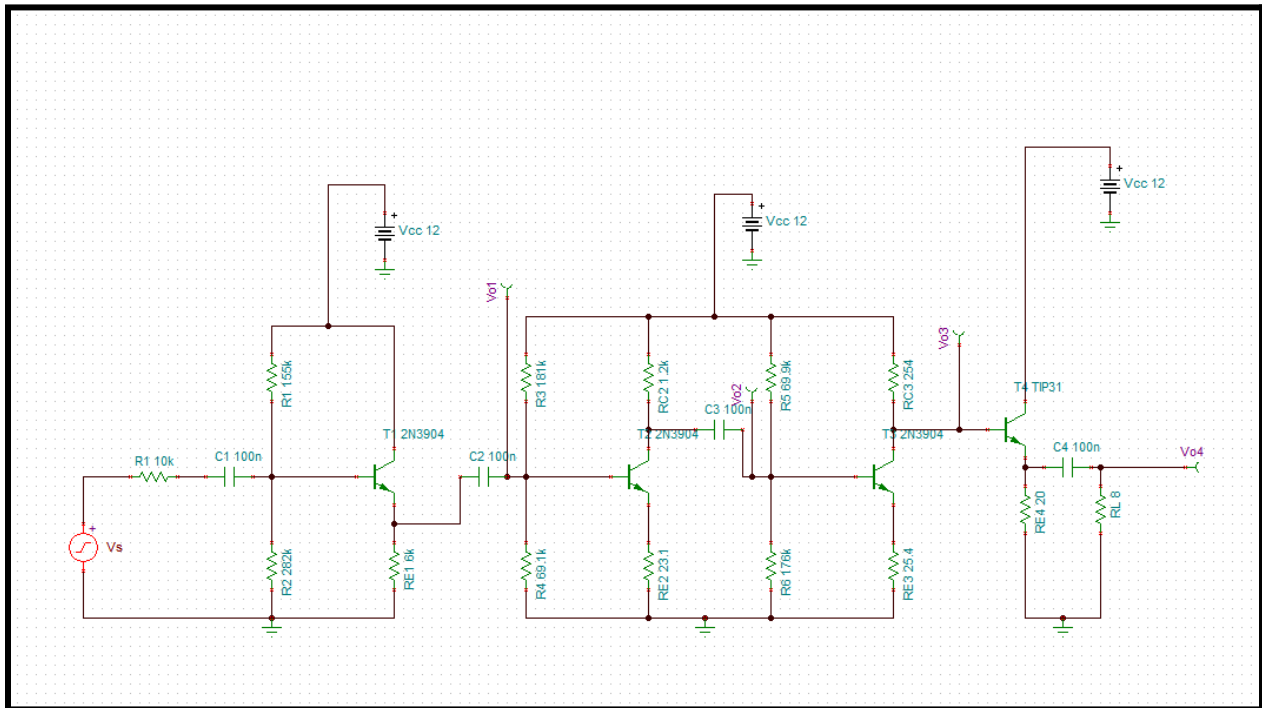 Vcc 12
Vcc 12
Vcc 12
Vo1
Vo3
R1 155k
R3 181k
RC2 1.2k
Vo2
R5 69.9k
RC3 254
T4 TIP31
C3 100n
T1 2N3904
T2 2N3904
T3 2N3904
R1 10k
C1 100n
C2 100n
C4 100n
Vo4
+
Vs
R2 282k
RE1 6k
R4 69.1k
RE2 23.1
R6 176k
RE3 25.4
RE4 20
RL 8